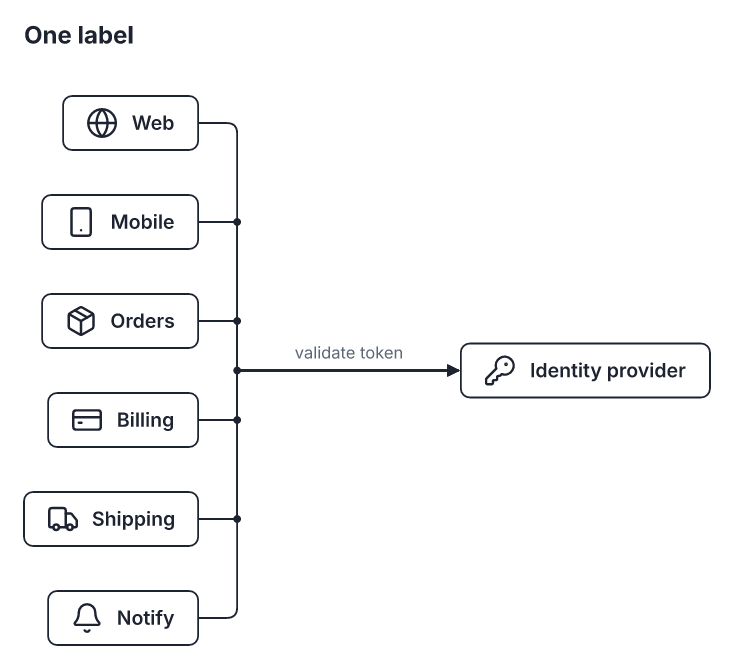 One label
Web
Mobile
Orders
validate token
Identity provider
Billing
Shipping
Notify